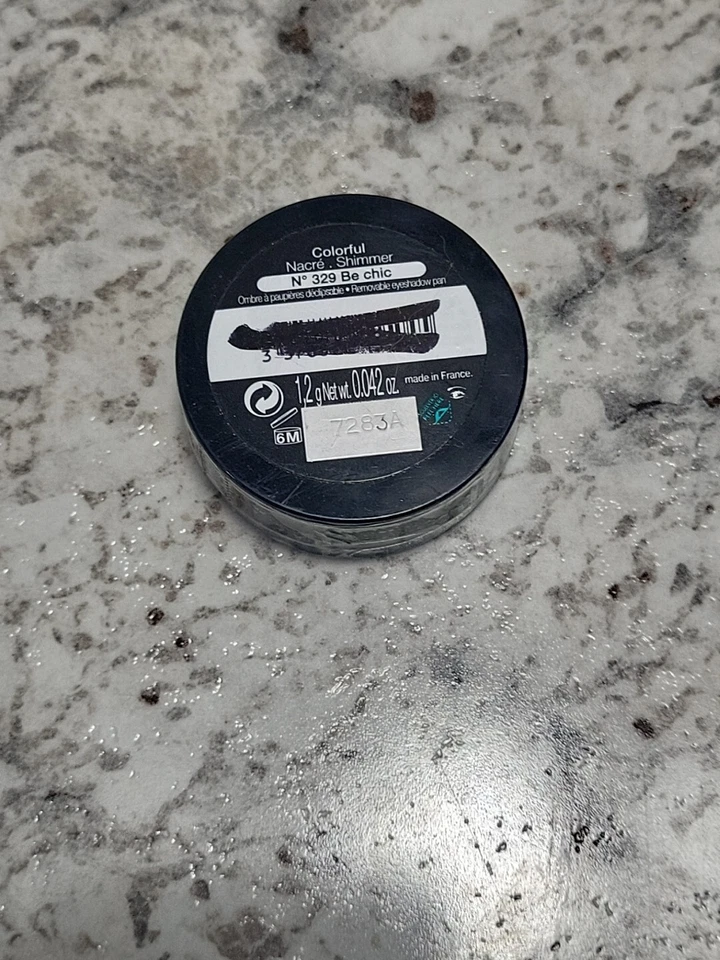 Colorful
Nacré . Shimmer
N° 329 Be chic
Ombre à paupières déclipsable • Removable eyeshadow pan
3
1,2 g Net wt. 0.042 oz. made in France.
6M
7283A